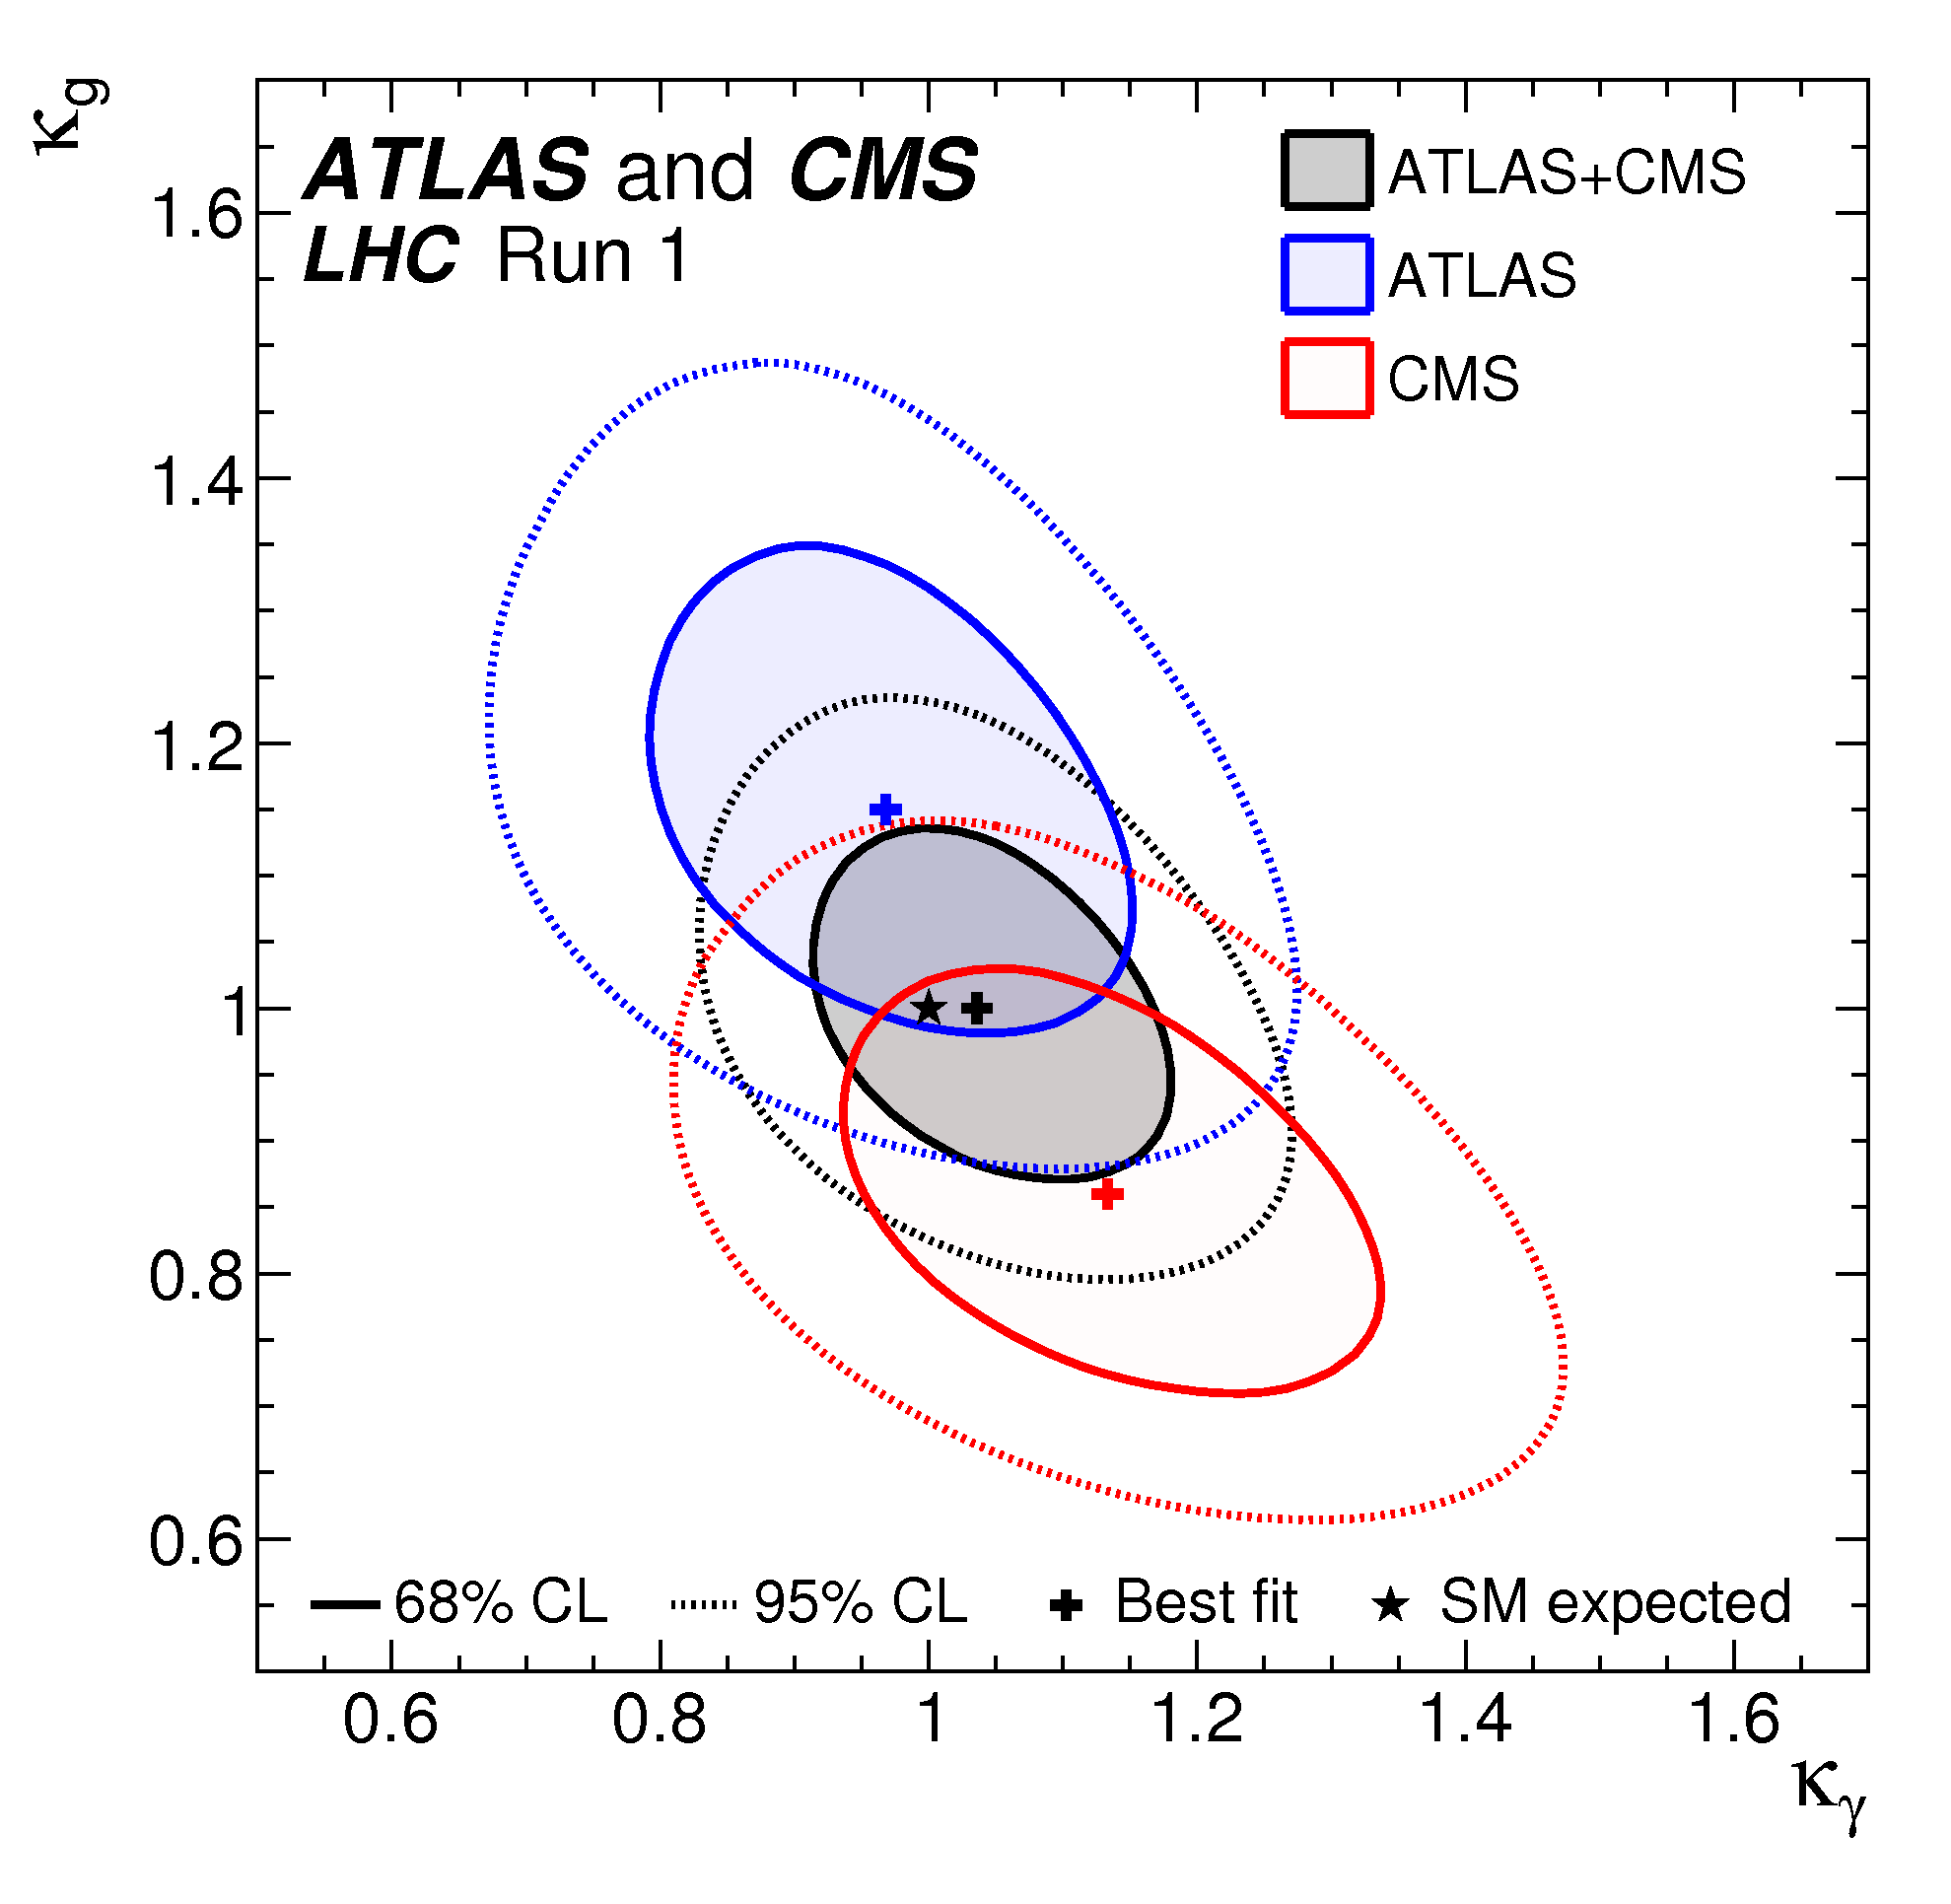 κg
ATLAS and CMS
LHC Run 1
ATLAS+CMS
ATLAS
CMS
1.6
1.4
1.2
1
0.8
0.6
68% CL 95% CL Best fit SM expected
0.6 0.8 1 1.2 1.4 1.6
κγ